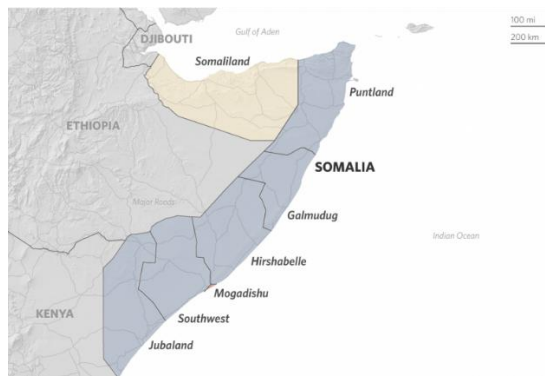 100 mi
200 km
DJIBOUTI
Gulf of Aden
Somaliland
Puntland
ETHIOPIA
SOMALIA
Major Roads
Galmudug
Indian Ocean
Hirshabelle
Mogadishu
KENYA
Southwest
Jubaland